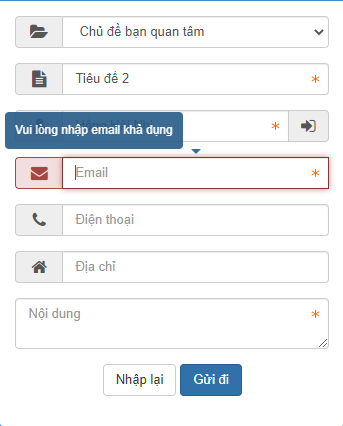 Chủ đề bạn quan tâm
Tiêu đề 2
Vui lòng nhập email khả dụng
Email
Điện thoại
Địa chỉ
Nội dung
Nhập lại
Gửi đi